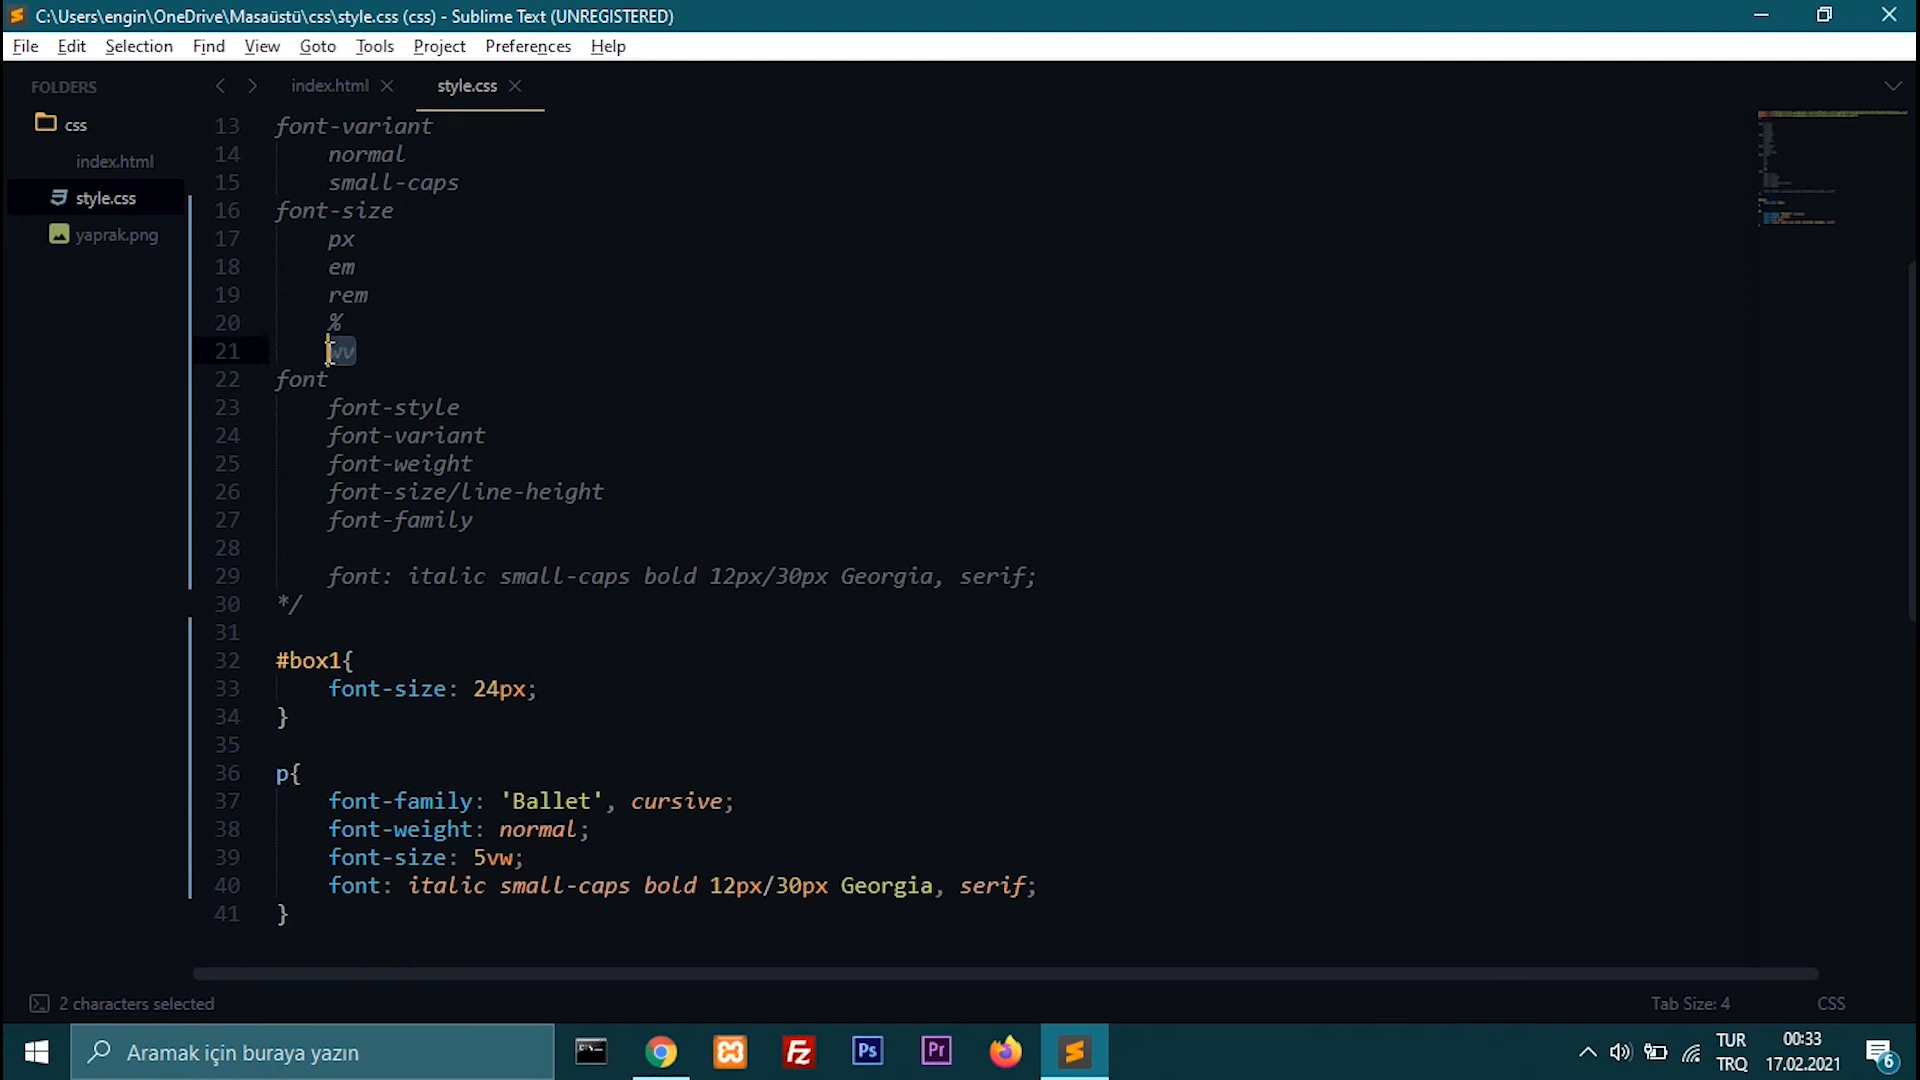 C:\Users\engin\OneDrive\Masaüstü\css\style.css (css) - Sublime Text (UNREGISTERED)
File Edit Selection Find View Goto Tools Project Preferences Help
FOLDERS
css
index.html
style.css
yaprak.png
index.html style.css
13 font-variant
14 normal
15 small-caps
16 font-size
17 px
18 em
19 rem
20 %
21 wv
22 font
23 font-style
24 font-variant
25 font-weight
26 font-size/line-height
27 font-family
28
29 font: italic small-caps bold 12px/30px Georgia, serif;
30 */
31
32 #box1{
33 font-size: 24px;
34 }
35
36 p{
37 font-family: 'Ballet', cursive;
38 font-weight: normal;
39 font-size: 5vw;
40 font: italic small-caps bold 12px/30px Georgia, serif;
41 }
2 characters selected
Tab Size: 4 CSS
Aramak için buraya yazın
Fz
Ps
Pr
TUR
TRQ
00:33
17.02.2021
6